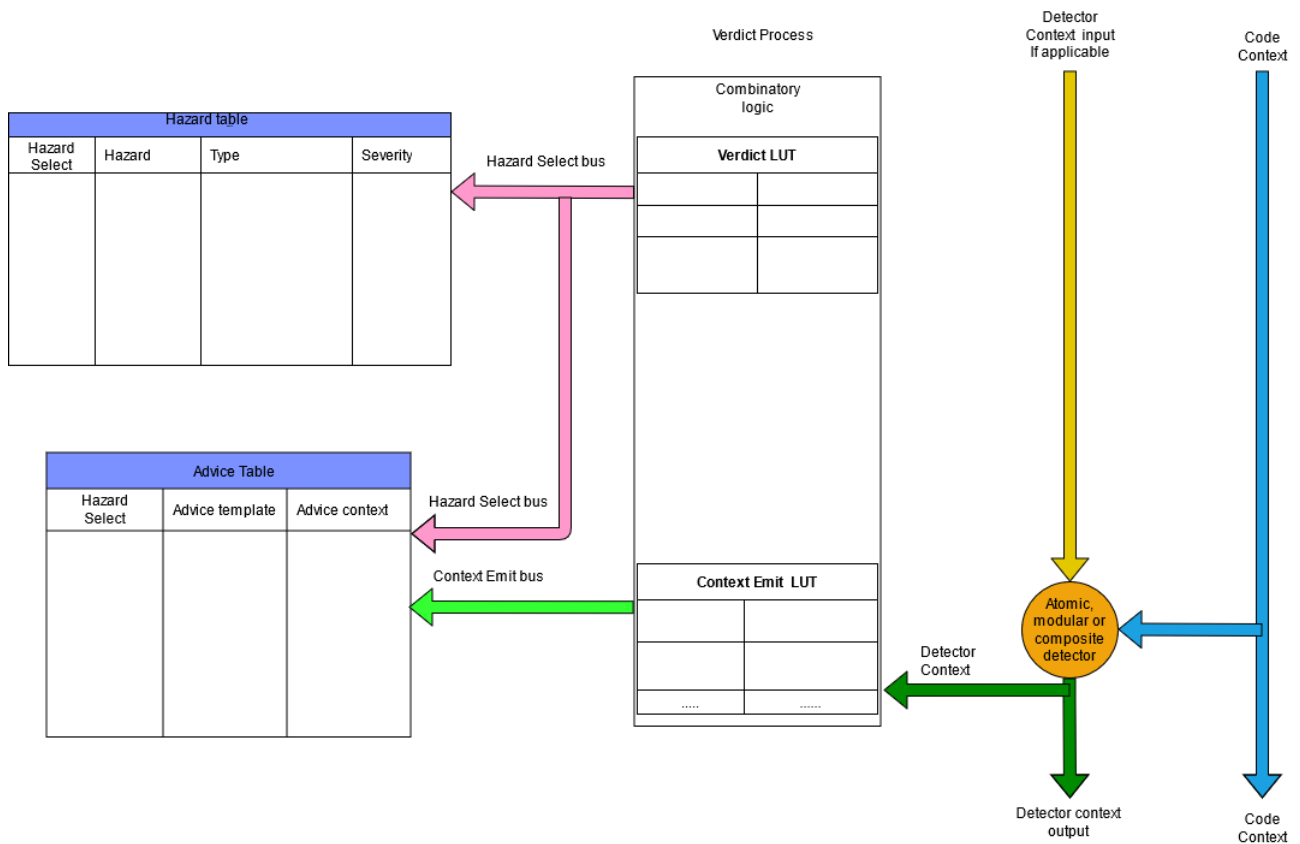 Verdict Process
Detector
Context input
If applicable
Code
Context
Combinatory
logic
Hazard table
Hazard
Select
Hazard
Type
Severity
Hazard Select bus
Verdict LUT
Advice Table
Hazard
Select
Advice template
Advice context
Hazard Select bus
Context Emit bus
Context Emit LUT
.....
......
Atomic,
modular or
composite
detector
Detector
Context
Detector context
output
Code
Context